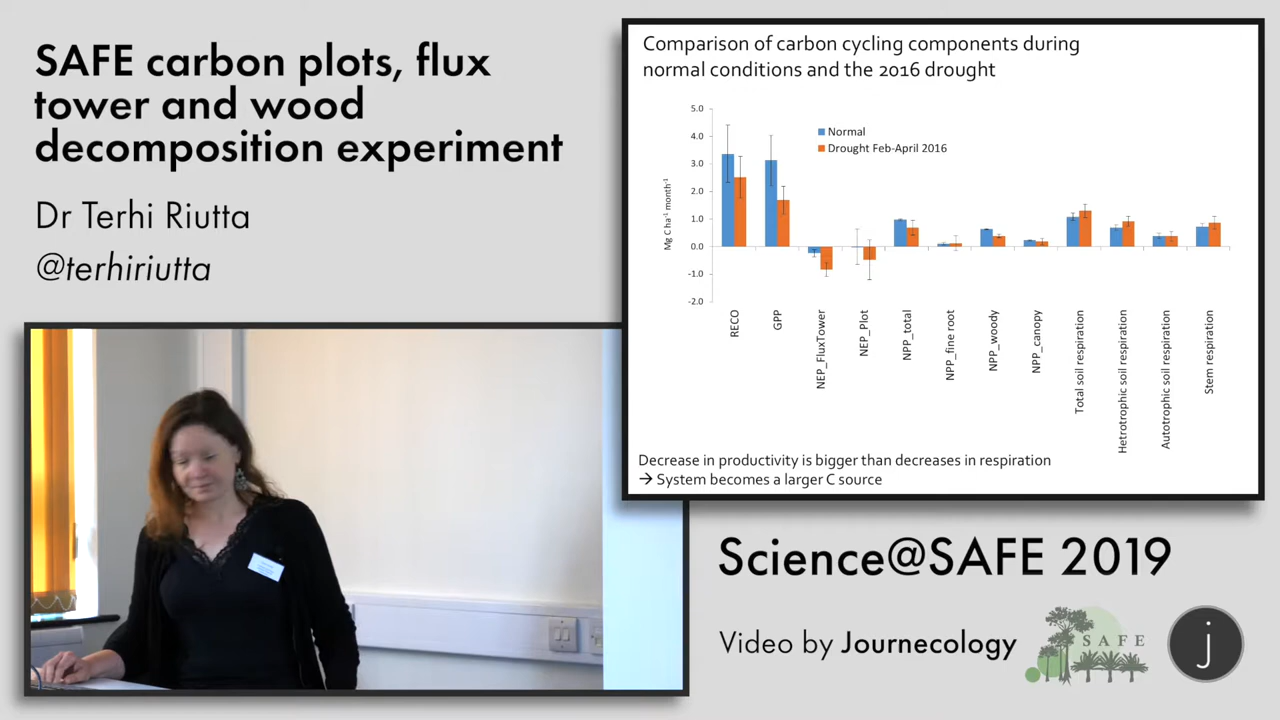 SAFE carbon plots, flux
tower and wood
decomposition experiment
Dr Terhi Riutta
@terhiriutta
Comparison of carbon cycling components during
normal conditions and the 2016 drought
Mg C ha⁻¹ month⁻¹
5.0
4.0
3.0
2.0
1.0
0.0
-1.0
-2.0
Normal
Drought Feb-April 2016
RECO
GPP
NEP_FluxTower
NEP_Plot
NPP_total
NPP_fine root
NPP_woody
NPP_canopy
Total soil respiration
Hetrotrophic soil respiration
Autotrophic soil respiration
Stem respiration
Decrease in productivity is bigger than decreases in respiration
→ System becomes a larger C source
Science@SAFE 2019
Video by Journecology
SAFE
j